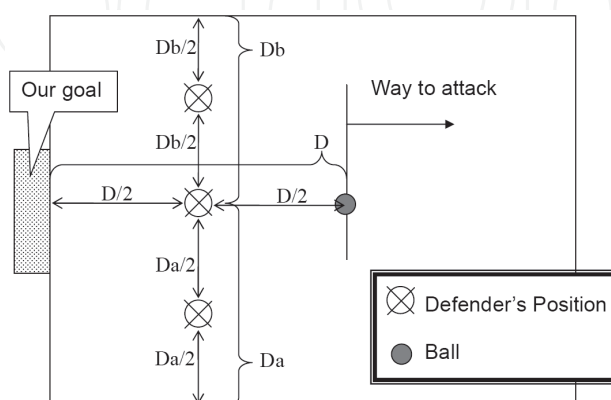 Db/2
Db
Our goal
Way to attack
Db/2
D
D/2
D/2
Da/2
Defender's Position
Ball
Da/2
Da